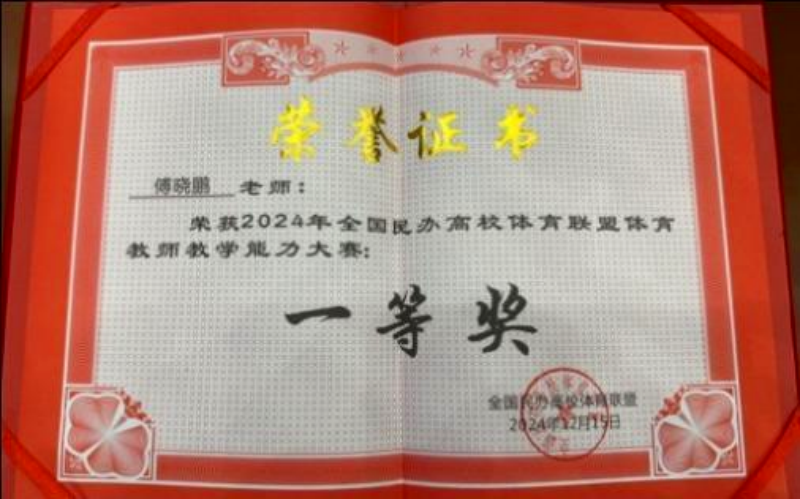 荣誉证书
傅晓鹏 老师：
荣获2024年全国民办高校体育联盟体育
教师教学能力大赛：
一等奖
全国民办高校体育联盟
2024年12月15日